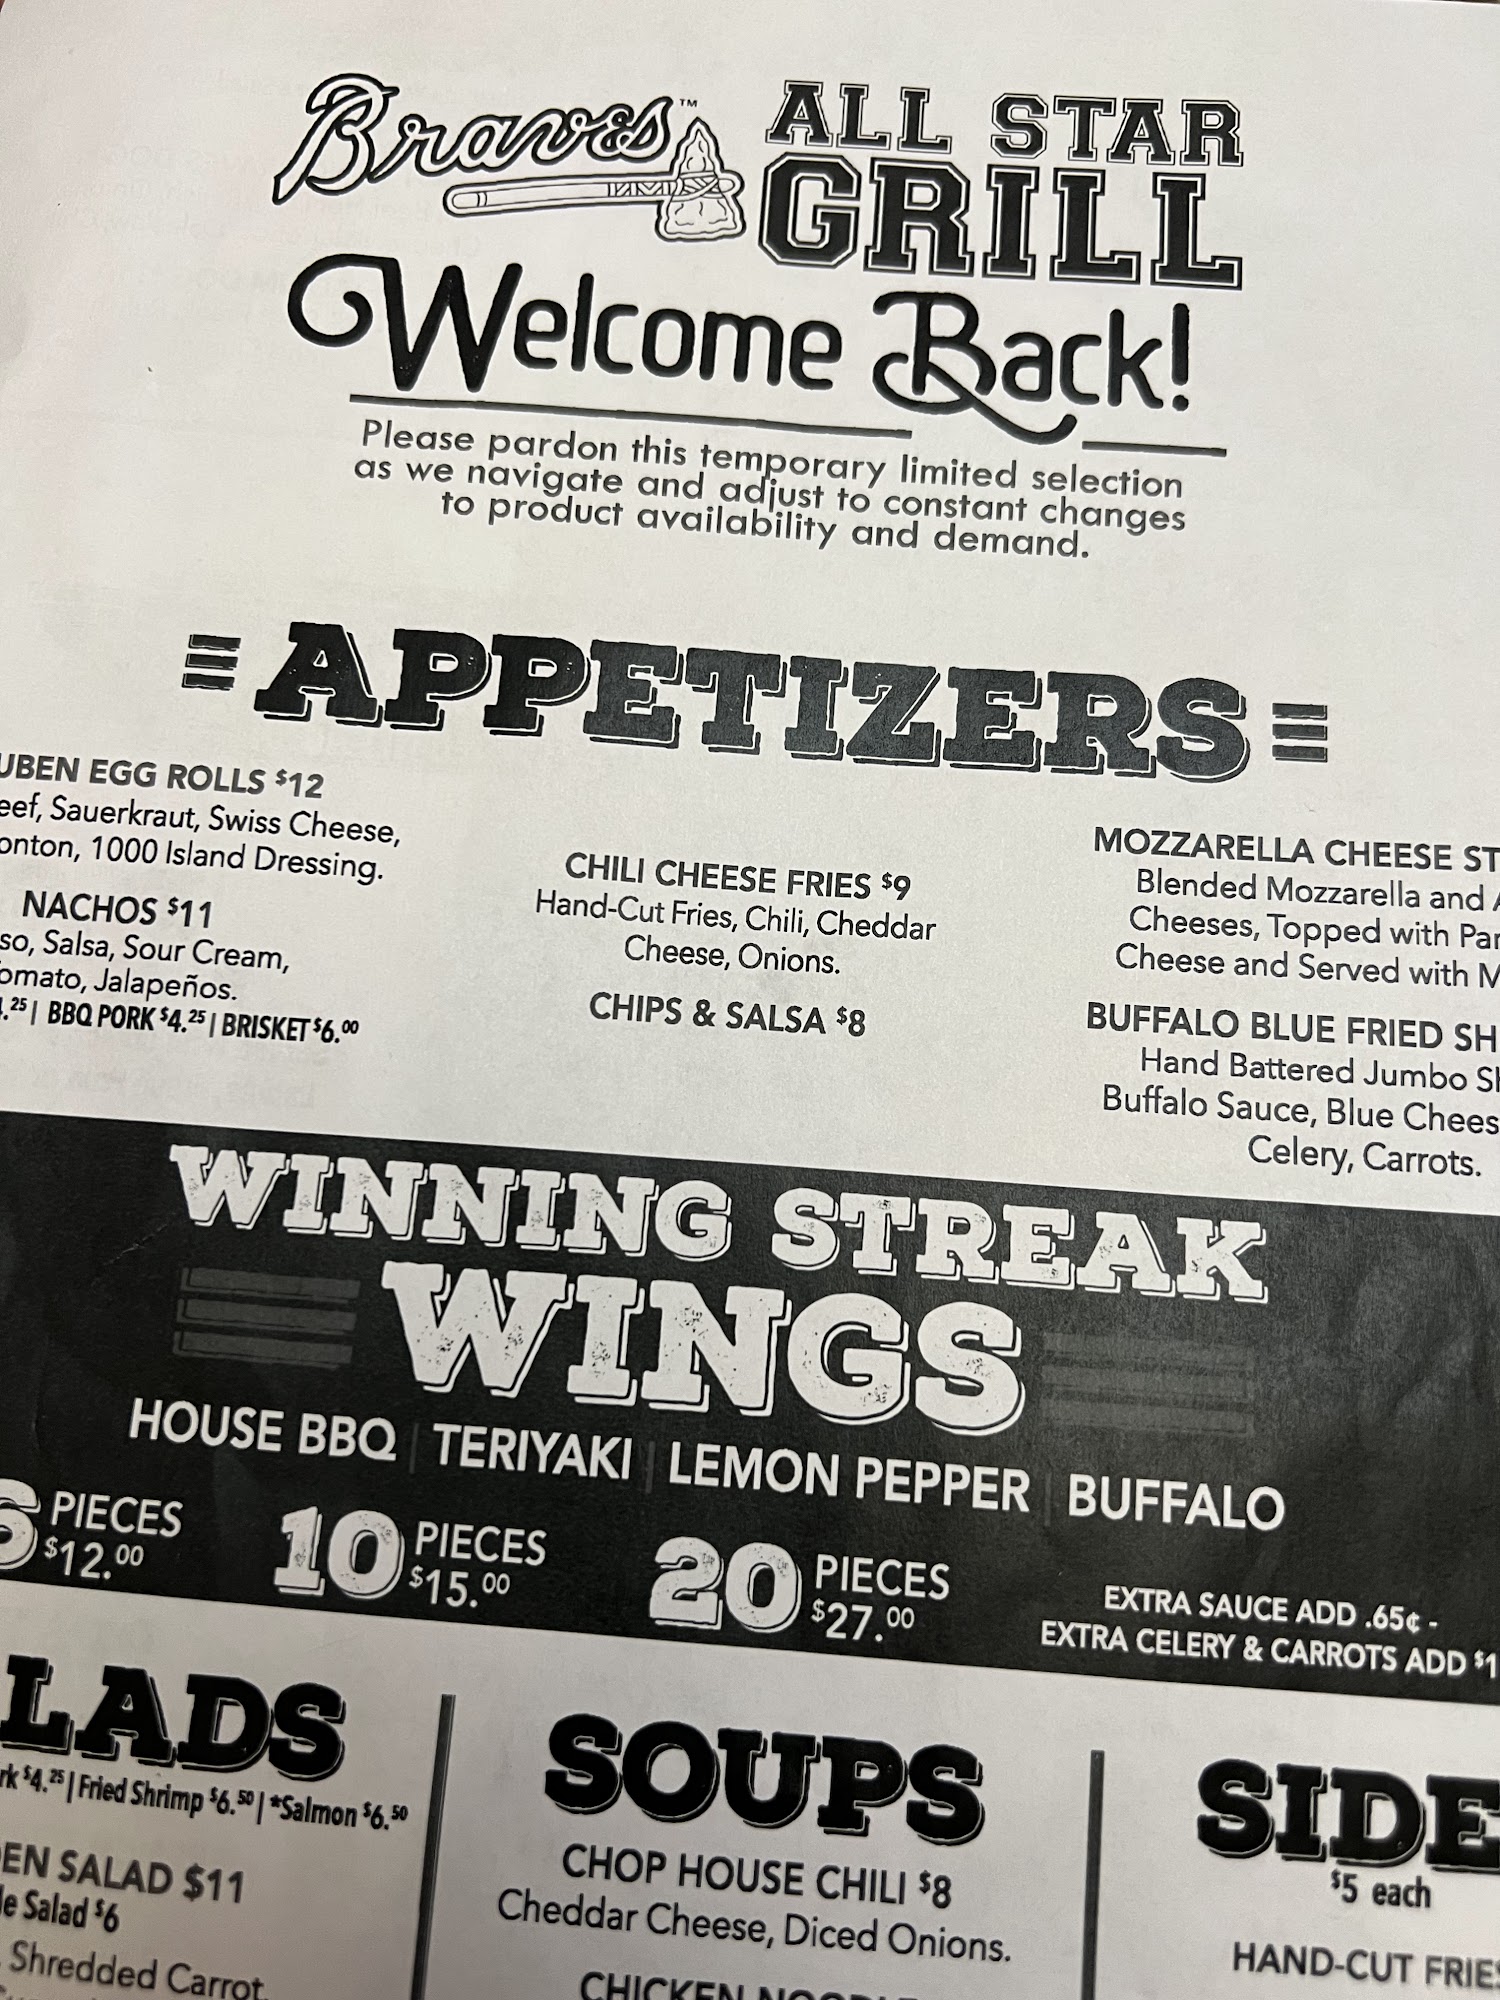 Braves™ ALL STAR
GRILL
Welcome Back!
Please pardon this temporary limited selection
as we navigate and adjust to constant changes
to product availability and demand.
APPETIZERS
UBEN EGG ROLLS $12
eef, Sauerkraut, Swiss Cheese,
onton, 1000 Island Dressing.
NACHOS $11
so, Salsa, Sour Cream,
omato, Jalapeños.
.25 | BBQ PORK $4.25 | BRISKET $6.00
CHILI CHEESE FRIES $9
Hand-Cut Fries, Chili, Cheddar
Cheese, Onions.
CHIPS & SALSA $8
MOZZARELLA CHEESE ST
Blended Mozzarella and A
Cheeses, Topped with Par
Cheese and Served with M
BUFFALO BLUE FRIED SH
Hand Battered Jumbo Sh
Buffalo Sauce, Blue Chees
Celery, Carrots.
WINNING STREAK
WINGS
HOUSE BBQ | TERIYAKI | LEMON PEPPER | BUFFALO
6 PIECES
$12.00
10 PIECES
$15.00
20 PIECES
$27.00
EXTRA SAUCE ADD .65¢ -
EXTRA CELERY & CARROTS ADD $1
LADS
rk $4.25 | Fried Shrimp $6.50 | *Salmon $6.50
EN SALAD $11
le Salad $6
Shredded Carrot,
SOUPS
CHOP HOUSE CHILI $8
Cheddar Cheese, Diced Onions.
CHICKEN NOODLE
SIDE
$5 each
HAND-CUT FRIES